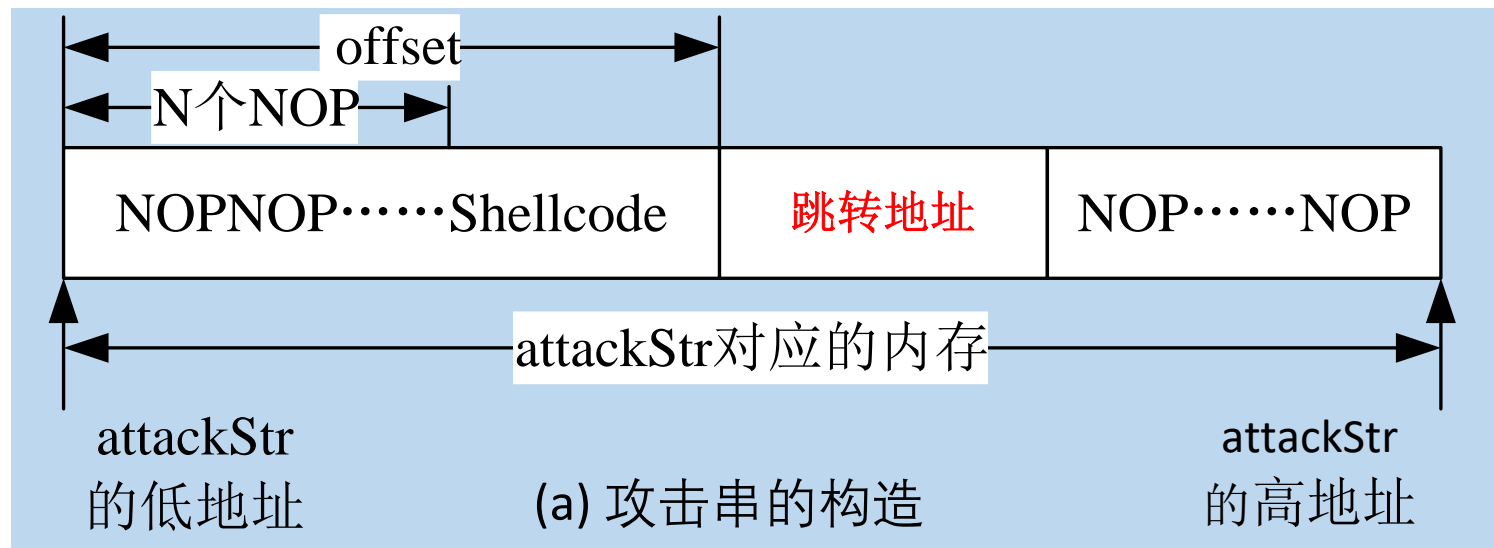 offset
N个NOP
NOPNOP……Shellcode
跳转地址
NOP……NOP
attackStr对应的内存
attackStr
的低地址
(a) 攻击串的构造
attackStr
的高地址